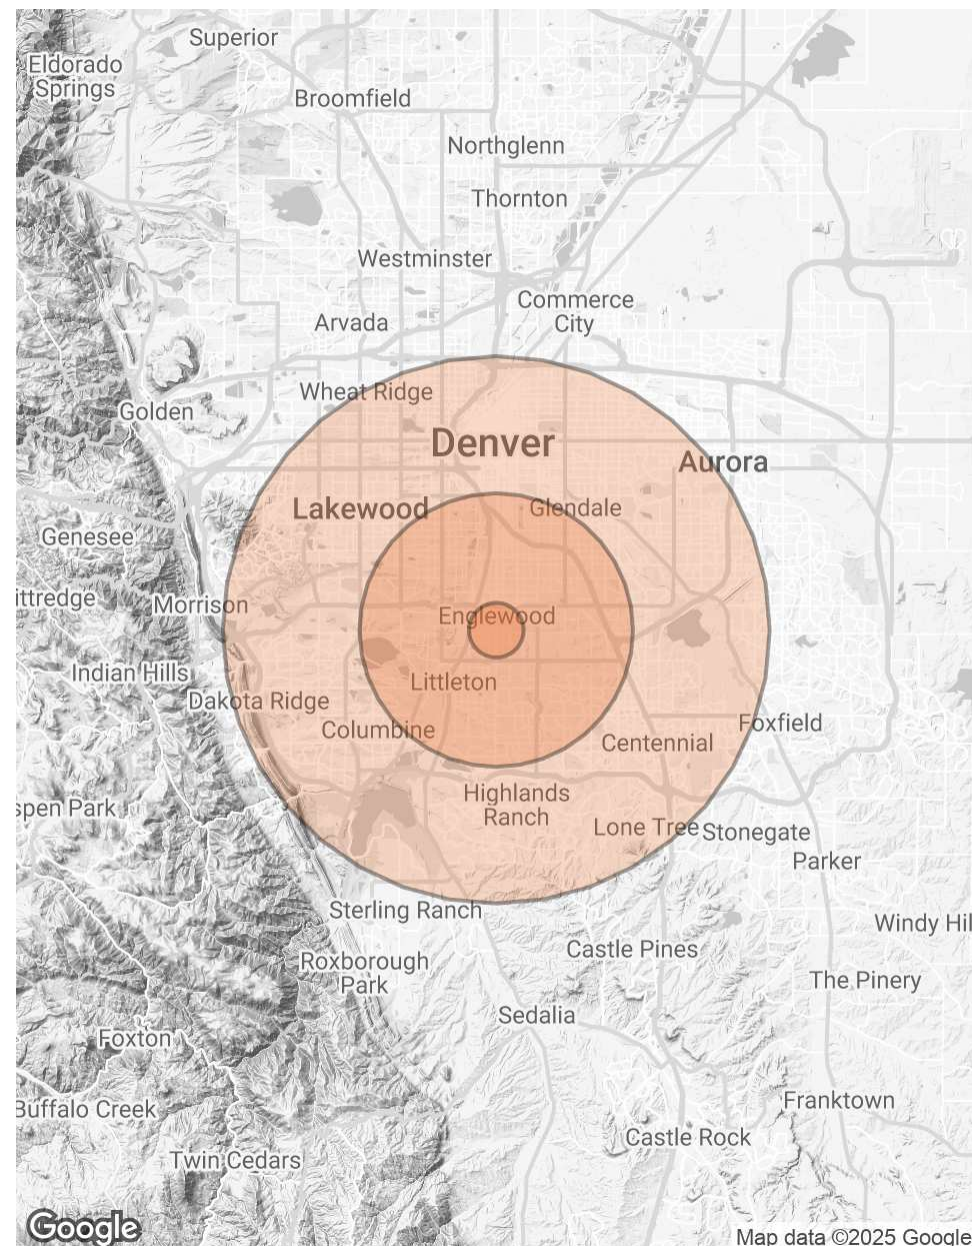 Superior
Eldorado
Springs
Broomfield
Northglenn
Thornton
Westminster
Commerce
City
Arvada
Wheat Ridge
Golden
Denver
Aurora
Lakewood
Glendale
Genesee
ittredge
Morrison
Englewood
Indian Hills
Littleton
Dakota Ridge
Columbine
Foxfield
Centennial
Highlands
Ranch
spen Park
Lone Tree
Stonegate
Parker
Sterling Ranch
Windy Hil
Castle Pines
Roxborough
Park
The Pinery
Sedalia
Foxton
Franktown
Buffalo Creek
Castle Rock
Twin Cedars
Google
Map data ©2025 Google